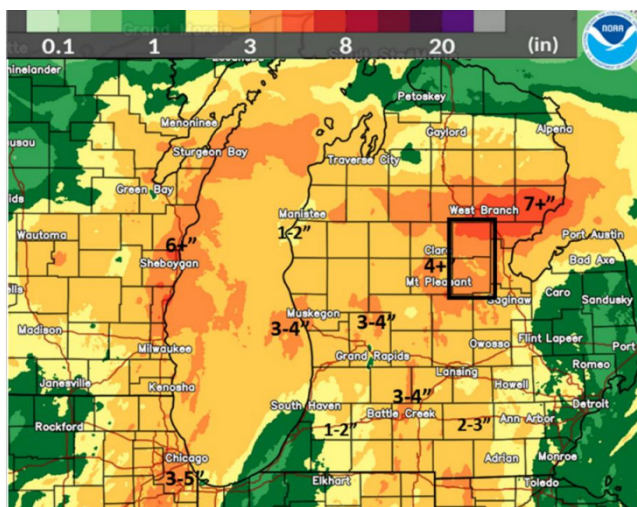 0.1 1 3 8 20 (in)
NOAA
Rhinelander
Menominee
Petoskey
Gaylord
Alpena
Sturgeon Bay
Traverse City
Green Bay
Manistee
West Branch
7+"
1-2"
Wautoma
6+"
Clare
Port Austin
Sheboygan
4+"
Bad Axe
Mt Pleasant
Saginaw
Caro
Sandusky
Muskegon
3-4"
3-4"
Madison
Milwaukee
Grand Rapids
Owosso
Flint
Lapeer
Port
Janesville
Kenosha
Lansing
Howell
Romeo
Rockford
South Haven
3-4"
Battle Creek
Detroit
1-2"
2-3"
Ann Arbor
Chicago
Adrian
Monroe
3-5"
Elkhart
Toledo